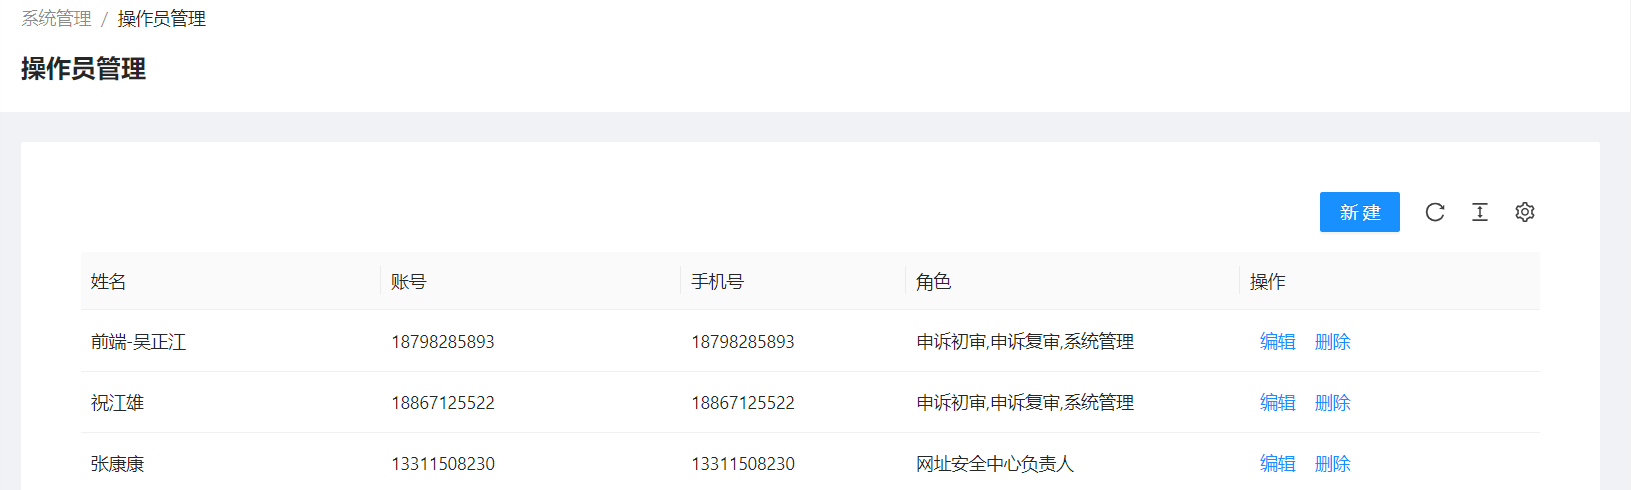 系统管理 / 操作员管理
操作员管理
新建
姓名 账号 手机号 角色 操作
前端-吴正江 18798285893 18798285893 申诉初审,申诉复审,系统管理 编辑 删除
祝江雄 18867125522 18867125522 申诉初审,申诉复审,系统管理 编辑 删除
张康康 13311508230 13311508230 网址安全中心负责人 编辑 删除